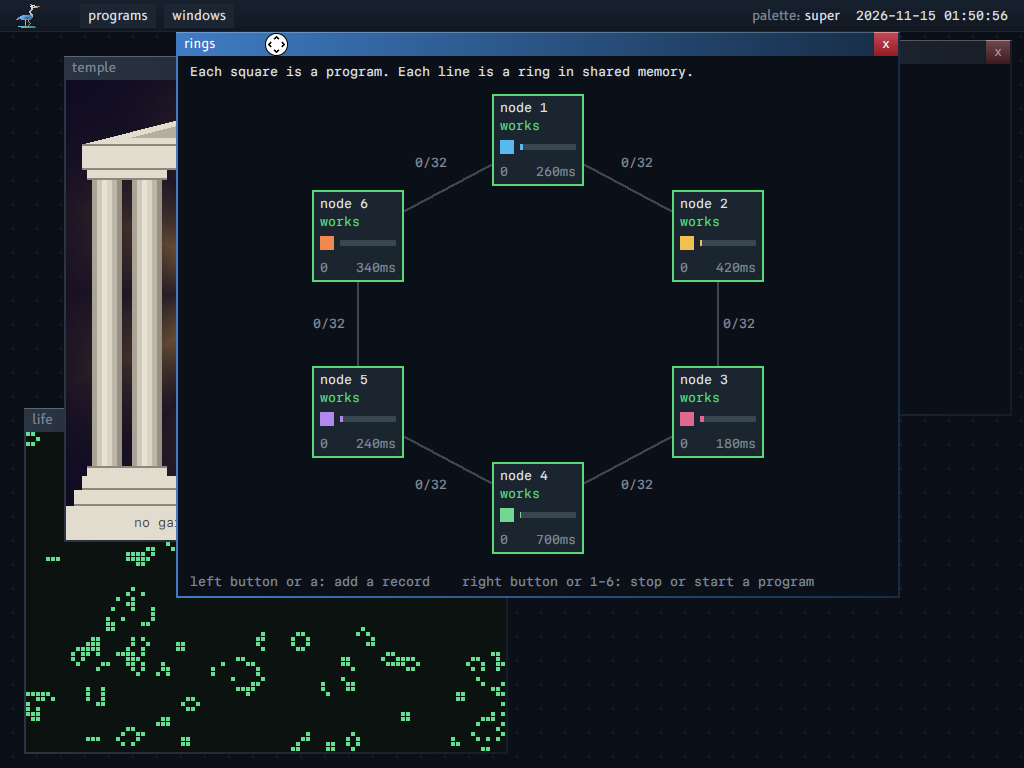 programs windows palette: super 2026-11-15 01:50:56
rings x
x
temple
Each square is a program. Each line is a ring in shared memory.
node 1
works
0 260ms
0/32 0/32
node 6
works
0 340ms
node 2
works
0 420ms
0/32 0/32
node 5
works
0 240ms
node 3
works
0 180ms
0/32 0/32
node 4
works
0 700ms
life
no ga
left button or a: add a record right button or 1-6: stop or start a program